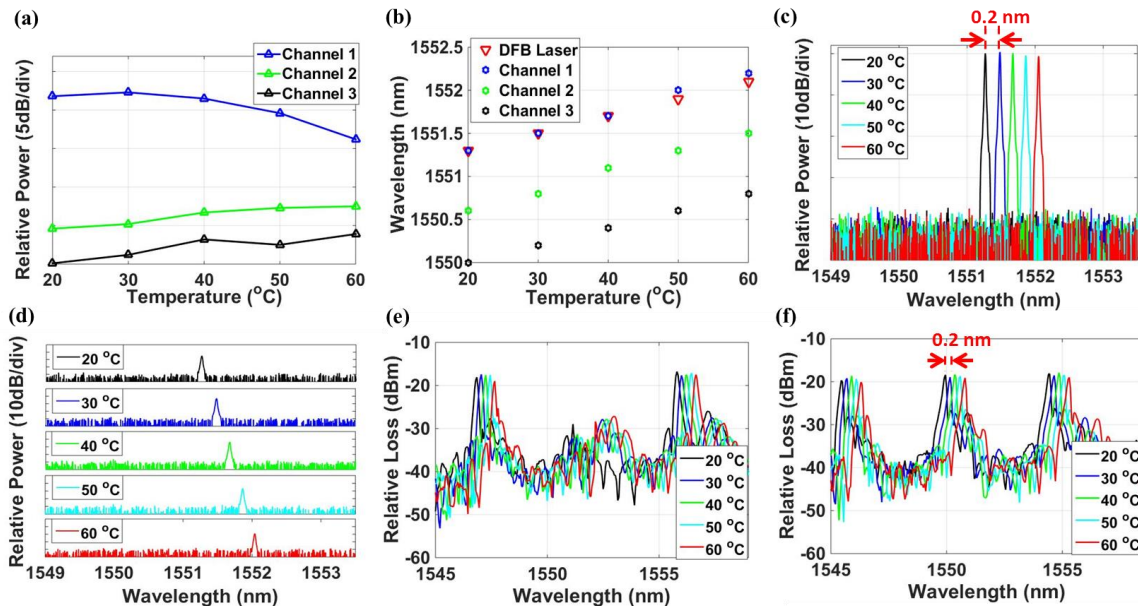 (a)
Relative Power (5dB/div)
Channel 1
Channel 2
Channel 3
20 30 40 50 60
Temperature (°C)
(b)
Wavelength (nm)
1552.5
1552
1551.5
1551
1550.5
1550
DFB Laser
Channel 1
Channel 2
Channel 3
20 30 40 50 60
Temperature (°C)
(c)
0.2 nm
Relative Power (10dB/div)
20 °C
30 °C
40 °C
50 °C
60 °C
1549 1550 1551 1552 1553
Wavelength (nm)
(d)
Relative Power (10dB/div)
20 °C
30 °C
40 °C
50 °C
60 °C
1549 1550 1551 1552 1553
Wavelength (nm)
(e)
Relative Loss (dBm)
-10
-20
-30
-40
-50
-60
20 °C
30 °C
40 °C
50 °C
60 °C
1545 1550 1555
Wavelength (nm)
(f)
0.2 nm
Relative Loss (dBm)
-10
-20
-30
-40
-50
-60
20 °C
30 °C
40 °C
50 °C
60 °C
1545 1550 1555
Wavelength (nm)